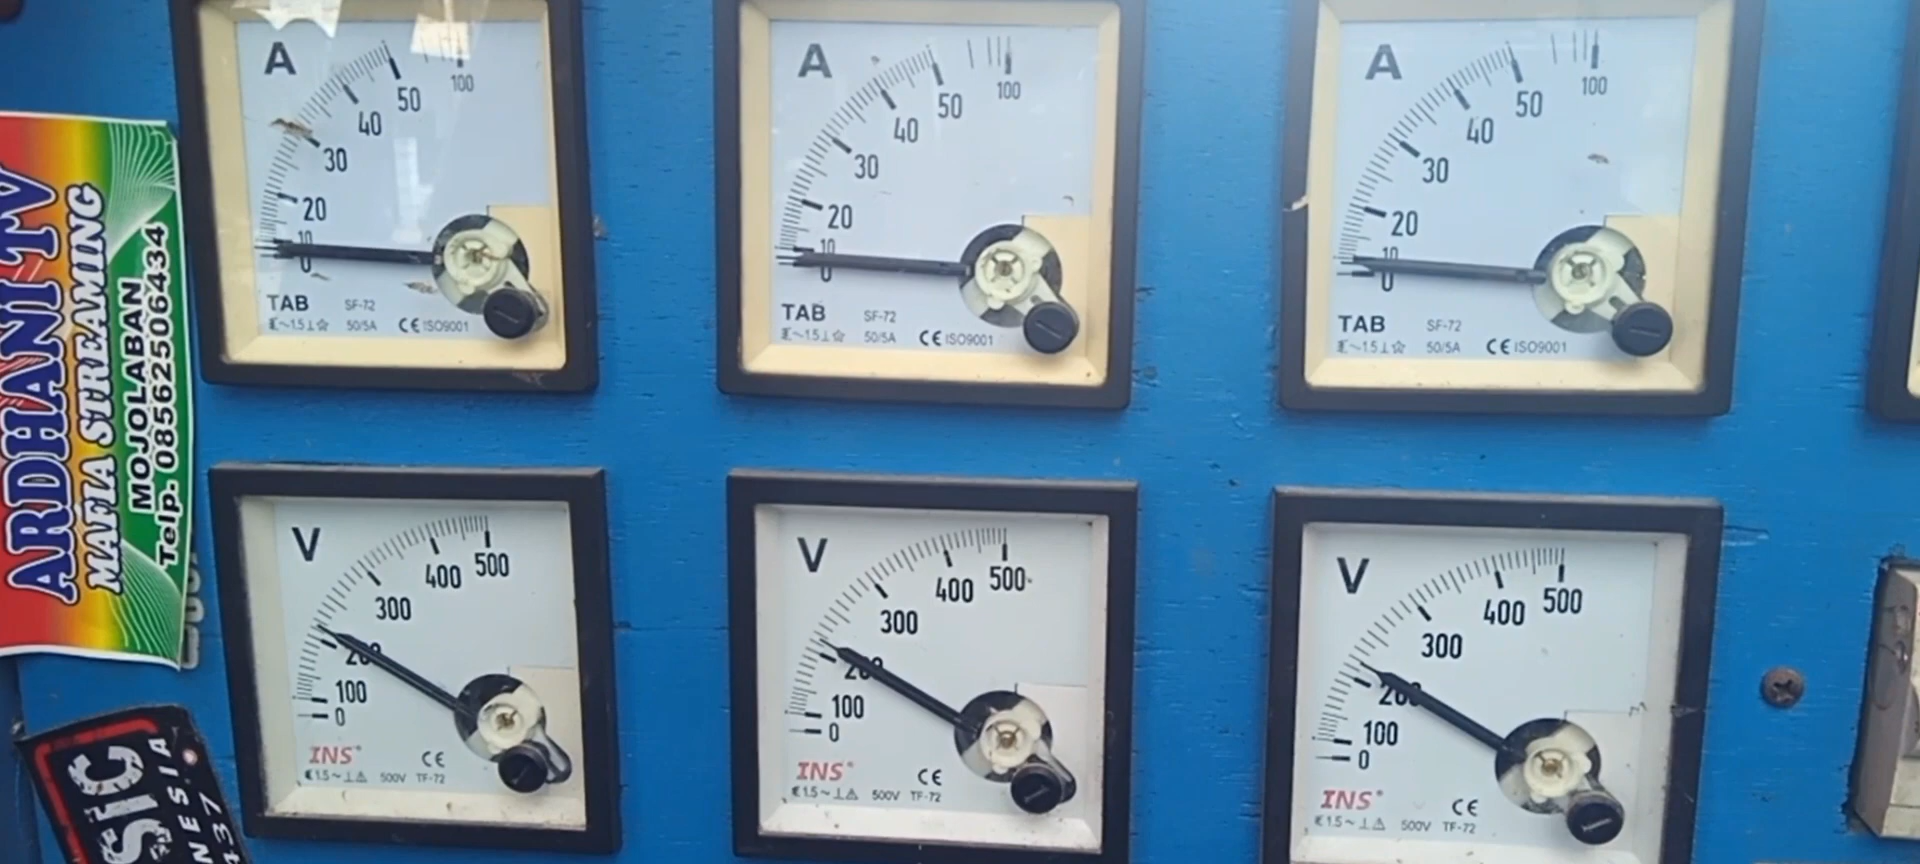 A
100
50
40
30
20
10
0
TAB
SF-72
1.5
50/5A
CE ISO9001
A
100
50
40
30
20
10
0
TAB
SF-72
1.5
50/5A
CE ISO9001
A
100
50
40
30
20
10
0
TAB
SF-72
1.5
50/5A
CE ISO9001
ARDHANI TV
MAFIA STREAMING
MOJOLABAN
Telp. 085625506434
V
500
400
300
200
100
0
INS
CE
1.5 ~ ⊥
500V
TF-72
V
500
400
300
200
100
0
INS
CE
1.5 ~ ⊥
500V
TF-72
V
500
400
300
200
100
0
INS
CE
1.5 ~ ⊥
500V
TF-72
SIC
NESIA
437